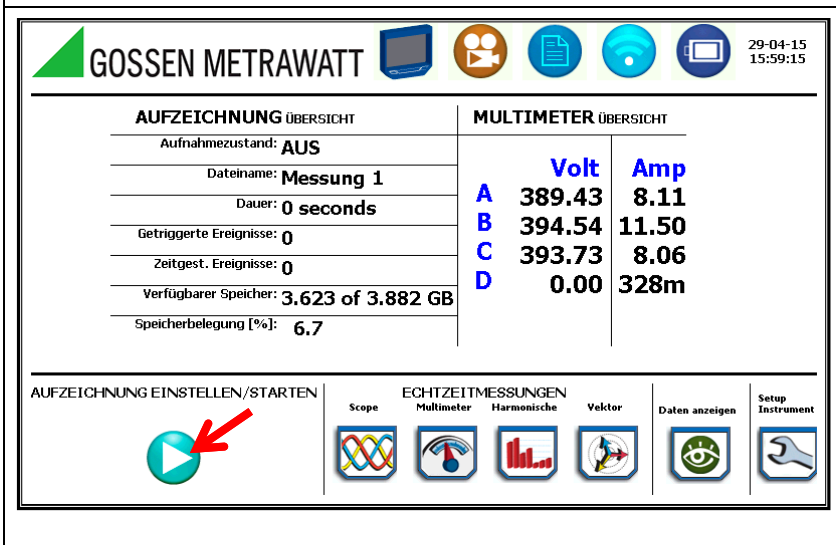 GOSSEN METRAWATT
29-04-15
15:59:15
AUFZEICHNUNG ÜBERSICHT
Aufnahmezustand: AUS
Dateiname: Messung 1
Dauer: 0 seconds
Getriggerte Ereignisse: 0
Zeitgest. Ereignisse: 0
Verfügbarer Speicher: 3.623 of 3.882 GB
Speicherbelegung [%]: 6.7
MULTIMETER ÜBERSICHT
Volt Amp
A 389.43 8.11
B 394.54 11.50
C 393.73 8.06
D 0.00 328m
AUFZEICHNUNG EINSTELLEN/STARTEN
ECHTZEITMESSUNGEN
Scope Multimeter Harmonische Vektor
Daten anzeigen
Setup
Instrument